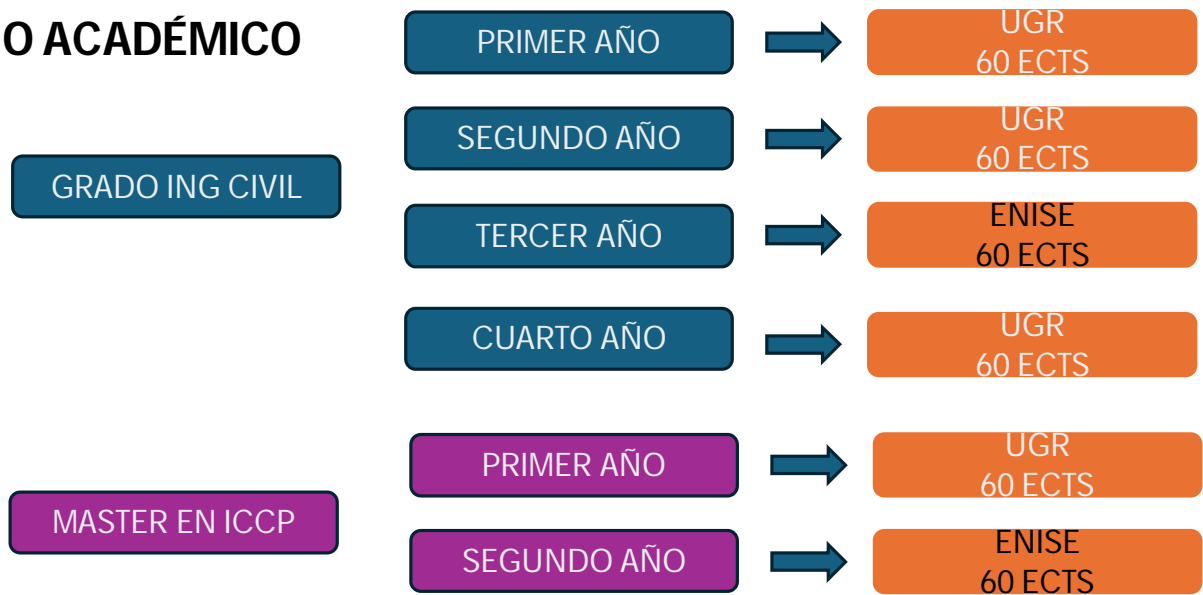 O ACADÉMICO
PRIMER AÑO
UGR
60 ECTS
SEGUNDO AÑO
UGR
60 ECTS
GRADO ING CIVIL
TERCER AÑO
ENISE
60 ECTS
CUARTO AÑO
UGR
60 ECTS
PRIMER AÑO
UGR
60 ECTS
MASTER EN ICCP
SEGUNDO AÑO
ENISE
60 ECTS